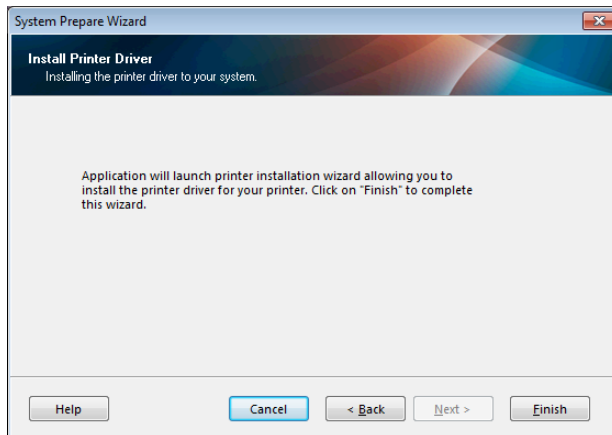 System Prepare Wizard
Install Printer Driver
Installing the printer driver to your system.
Application will launch printer installation wizard allowing you to
install the printer driver for your printer. Click on "Finish" to complete
this wizard.
Help Cancel < Back Next > Finish